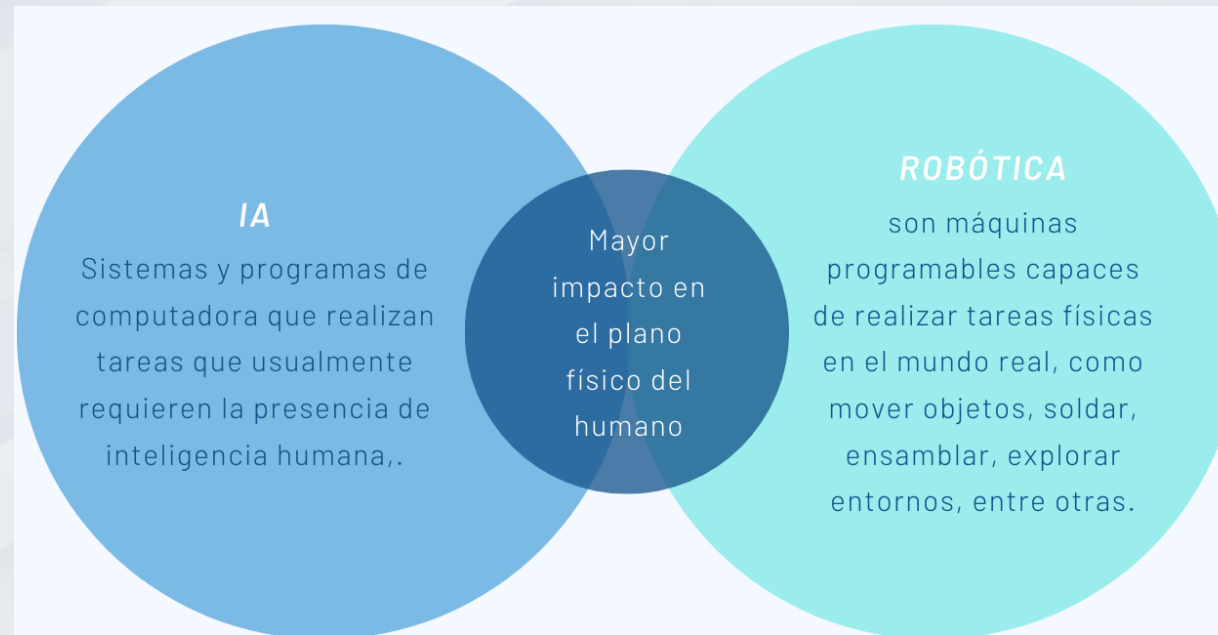 IA
Sistemas y programas de
computadora que realizan
tareas que usualmente
requieren la presencia de
inteligencia humana,.
Mayor
impacto en
el plano
físico del
humano
ROBÓTICA
son máquinas
programables capaces
de realizar tareas físicas
en el mundo real, como
mover objetos, soldar,
ensamblar, explorar
entornos, entre otras.